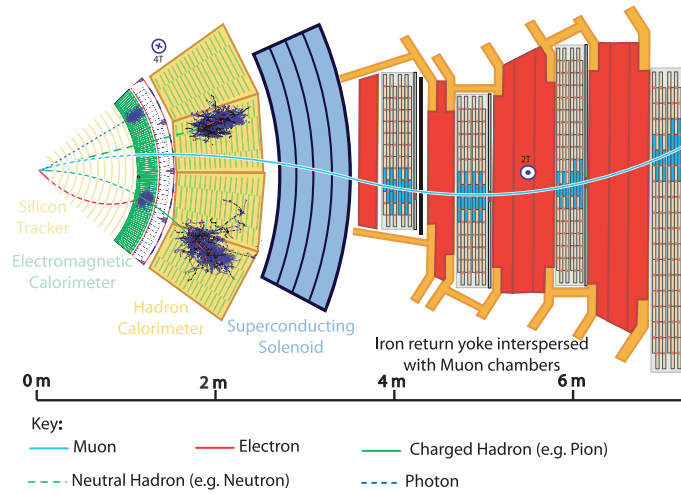 4T
2T
Silicon
Tracker
Electromagnetic
Calorimeter
Hadron
Calorimeter
Superconducting
Solenoid
Iron return yoke interspersed
with Muon chambers
0 m 2 m 4 m 6 m
Key:
Muon Electron Charged Hadron (e.g. Pion)
Neutral Hadron (e.g. Neutron) Photon